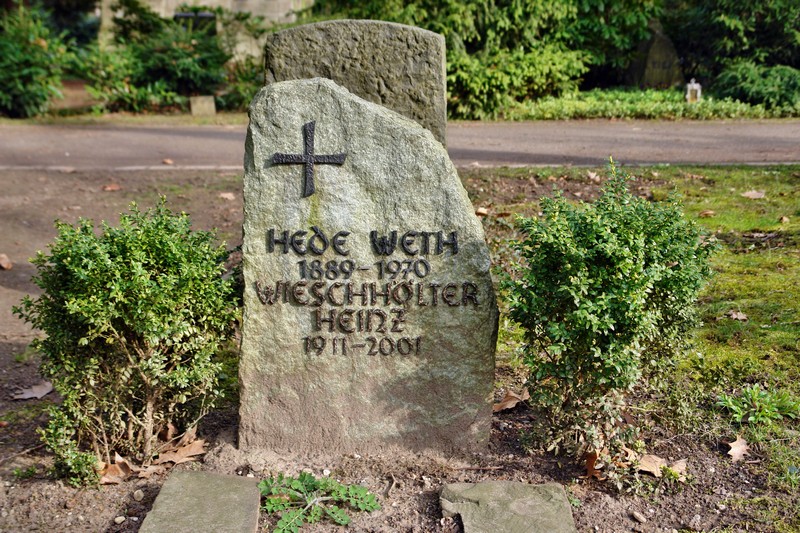 HEDE WETH
1889-1970
WIESCHHÖLTER
HEINZ
1911-2001